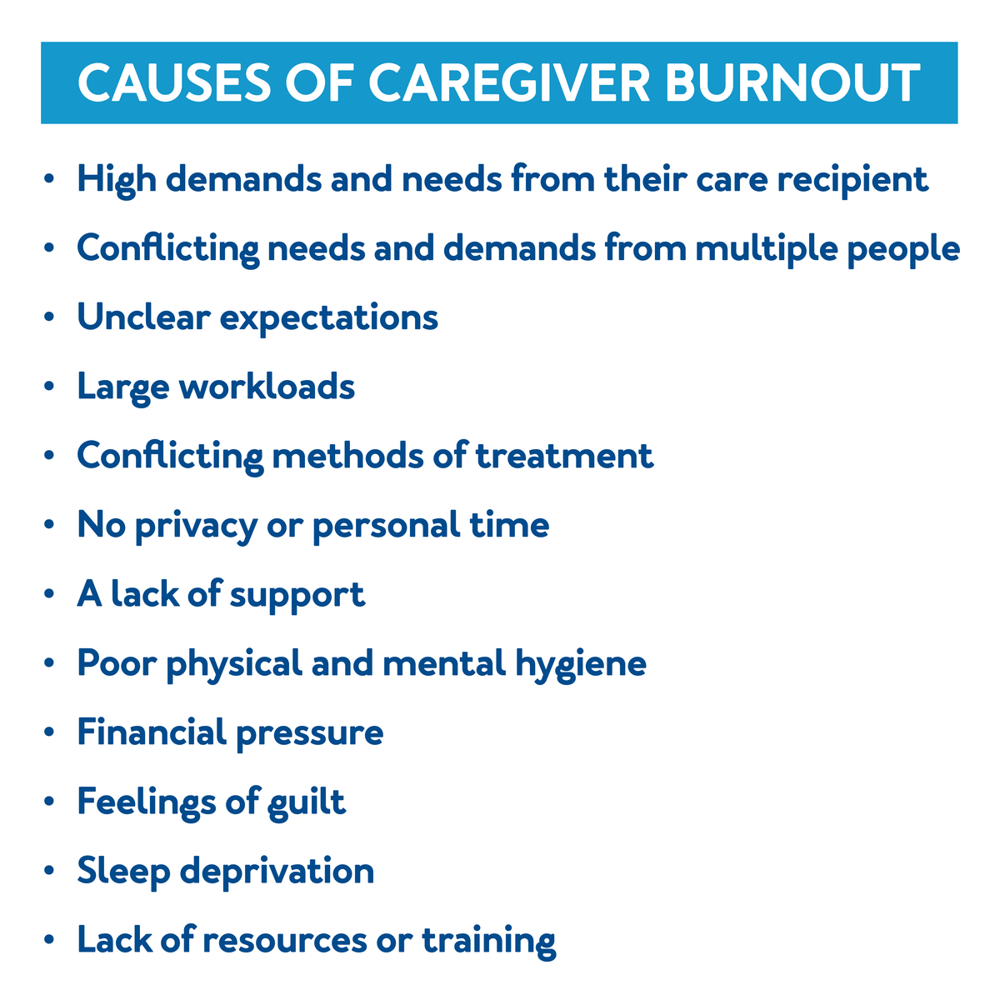 CAUSES OF CAREGIVER BURNOUT
• High demands and needs from their care recipient
• Conflicting needs and demands from multiple people
• Unclear expectations
• Large workloads
• Conflicting methods of treatment
• No privacy or personal time
• A lack of support
• Poor physical and mental hygiene
• Financial pressure
• Feelings of guilt
• Sleep deprivation
• Lack of resources or training